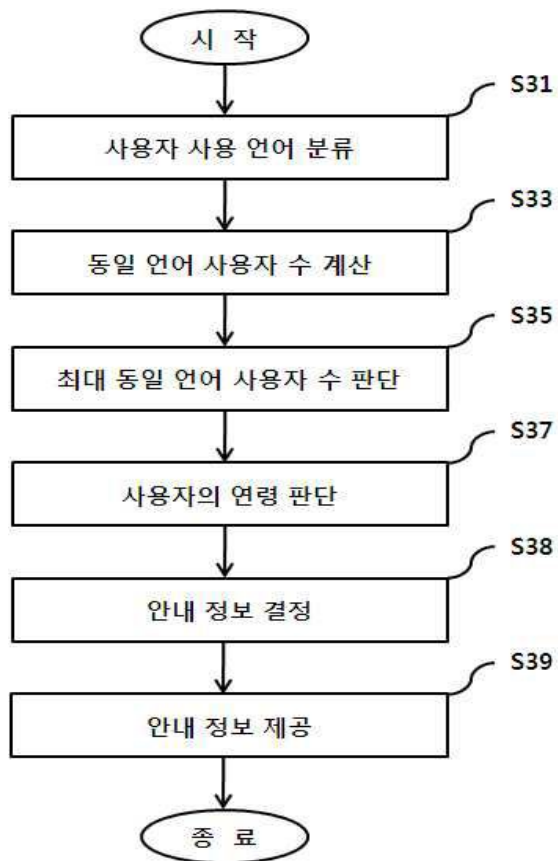 시 작
S31
사용자 사용 언어 분류
S33
동일 언어 사용자 수 계산
S35
최대 동일 언어 사용자 수 판단
S37
사용자의 연령 판단
S38
안내 정보 결정
S39
안내 정보 제공
종 료